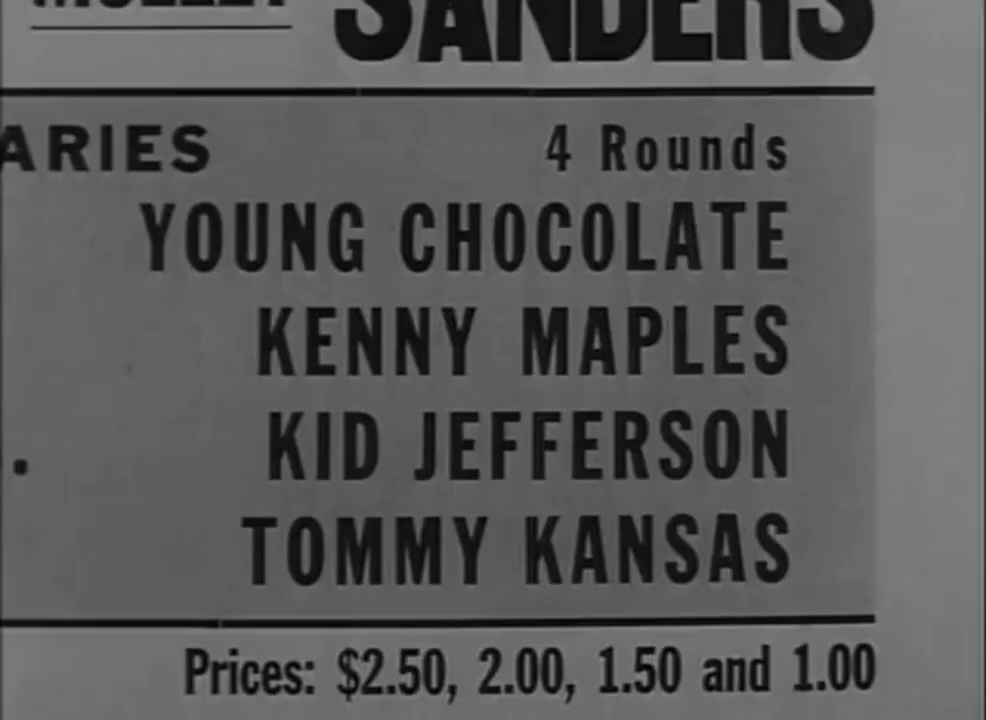 SANDERS
ARIES 4 Rounds
YOUNG CHOCOLATE
KENNY MAPLES
KID JEFFERSON
. TOMMY KANSAS
Prices: $2.50, 2.00, 1.50 and 1.00